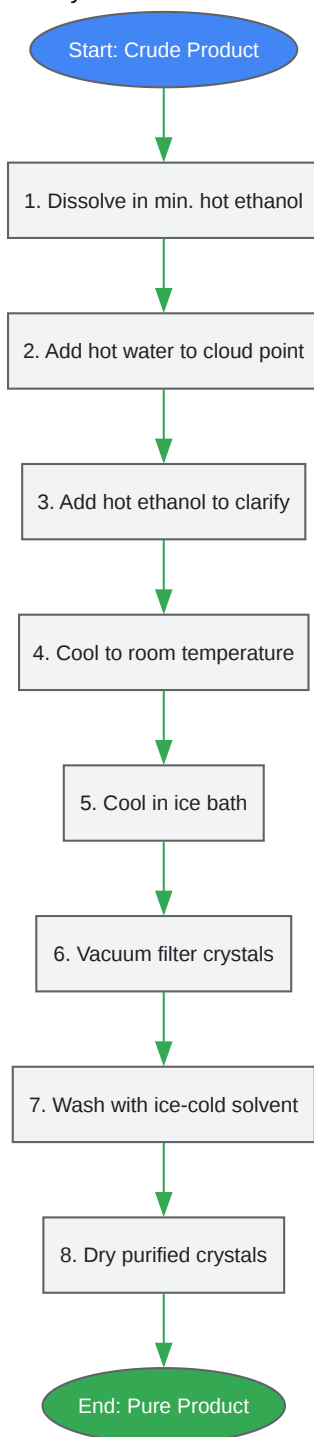 Start: Crude Product
1. Dissolve in min. hot ethanol
2. Add hot water to cloud point
3. Add hot ethanol to clarify
4. Cool to room temperature
5. Cool in ice bath
6. Vacuum filter crystals
7. Wash with ice-cold solvent
8. Dry purified crystals
End: Pure Product